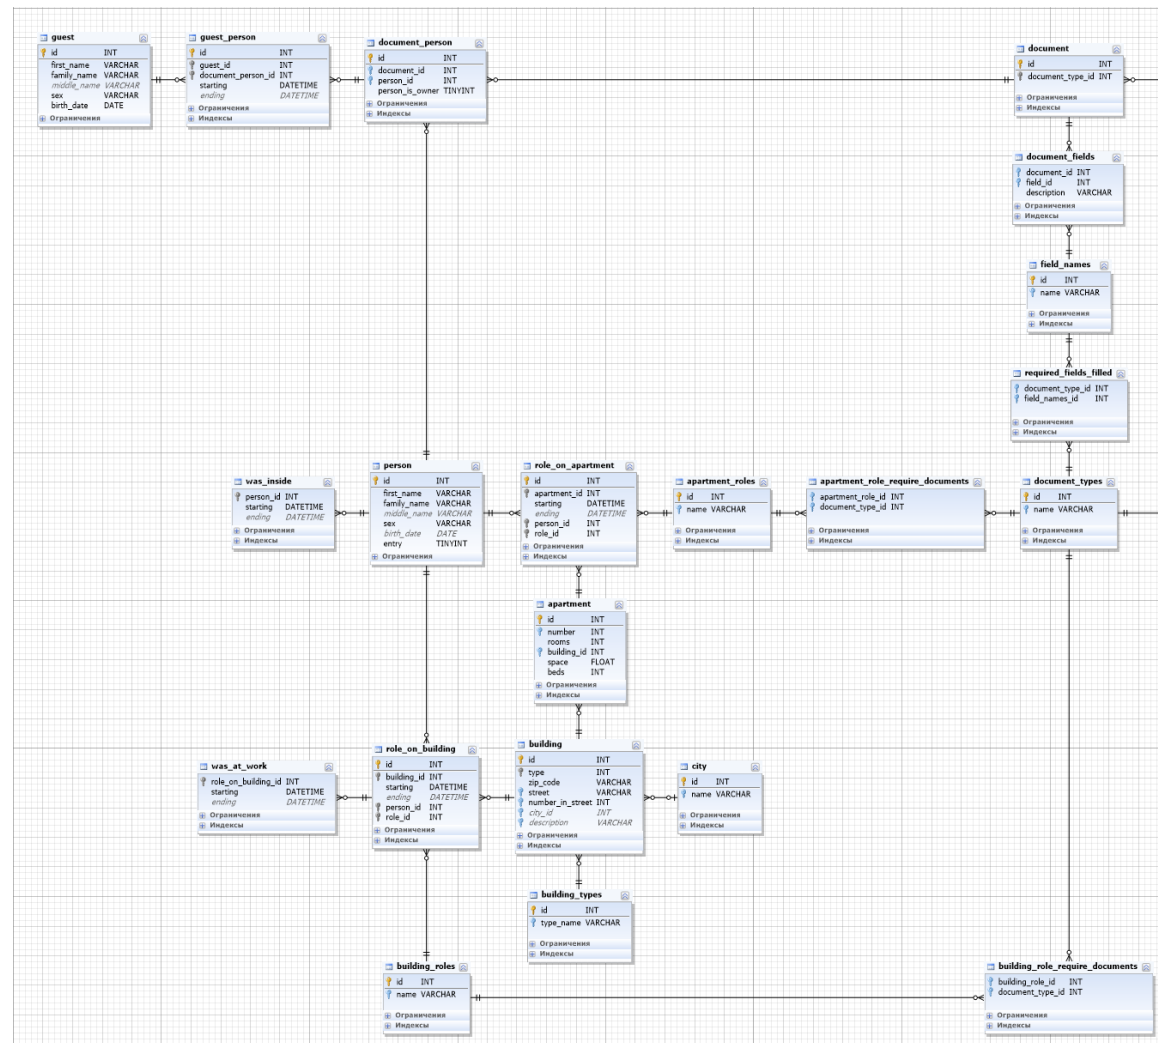 guest
id INT
first_name VARCHAR
family_name VARCHAR
middle_name VARCHAR
sex VARCHAR
birth_date DATE
Ограничения
guest_person
id INT
guest_id INT
document_person_id INT
starting DATETIME
ending DATETIME
Ограничения
Индексы
document_person
id INT
document_id INT
person_id INT
person_is_owner TINYINT
Ограничения
Индексы
document
id INT
document_type_id INT
Ограничения
Индексы
document_fields
document_id INT
field_id INT
description VARCHAR
Ограничения
Индексы
field_names
id INT
name VARCHAR
Ограничения
Индексы
required_fields_filled
document_type_id INT
field_names_id INT
Ограничения
Индексы
was_inside
person_id INT
starting DATETIME
ending DATETIME
Ограничения
Индексы
person
id INT
first_name VARCHAR
family_name VARCHAR
middle_name VARCHAR
sex VARCHAR
birth_date DATE
entry TINYINT
Ограничения
role_on_apartment
id INT
apartment_id INT
starting DATETIME
ending DATETIME
person_id INT
role_id INT
Ограничения
Индексы
apartment_roles
id INT
name VARCHAR
Ограничения
Индексы
apartment_role_require_documents
apartment_role_id INT
document_type_id INT
Ограничения
Индексы
document_types
id INT
name VARCHAR
Ограничения
Индексы
apartment
id INT
number INT
rooms INT
building_id INT
space FLOAT
beds INT
Ограничения
Индексы
was_at_work
role_on_building_id INT
starting DATETIME
ending DATETIME
Ограничения
Индексы
role_on_building
id INT
building_id INT
starting DATETIME
ending DATETIME
person_id INT
role_id INT
Ограничения
Индексы
building
id INT
type INT
zip_code VARCHAR
street VARCHAR
number_in_street INT
city_id INT
description VARCHAR
Ограничения
Индексы
city
id INT
name VARCHAR
Ограничения
Индексы
building_types
id INT
type_name VARCHAR
Ограничения
Индексы
building_roles
id INT
name VARCHAR
Ограничения
Индексы
building_role_require_documents
building_role_id INT
document_type_id INT
Ограничения
Индексы